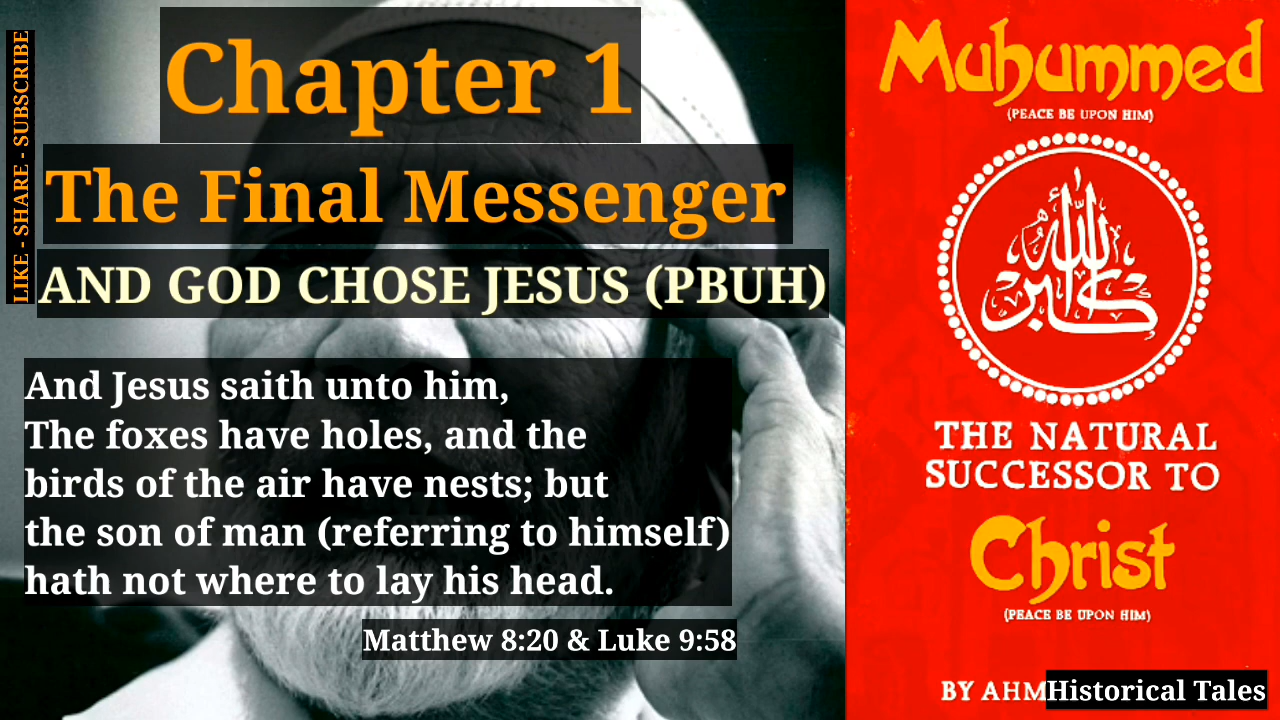 LIKE - SHARE - SUBSCRIBE
Chapter 1
The Final Messenger
AND GOD CHOSE JESUS (PBUH)
And Jesus saith unto him,
The foxes have holes, and the
birds of the air have nests; but
the son of man (referring to himself)
hath not where to lay his head.
Matthew 8:20 & Luke 9:58
Muhummed
(PEACE BE UPON HIM)
الله أكبر
THE NATURAL
SUCCESSOR TO
Christ
(PEACE BE UPON HIM)
BY AHM
Historical Tales